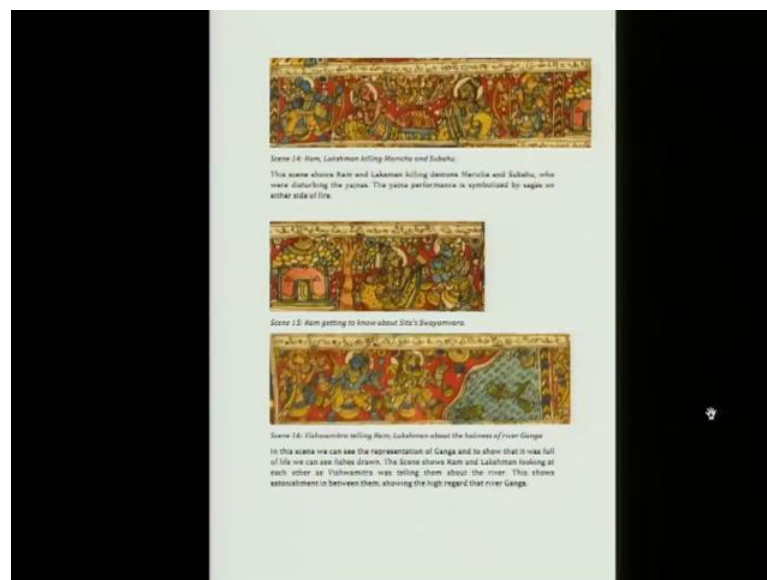 Scene 14: Ram, Lakshman killing Maricha and Subahu.
This scene shows Ram and Laksman killing demons Maricha and Subahu, who
were disturbing the yajnas. The yajna performance is symbolized by sagas on
either side of fire.
Scene 15: Ram getting to know about Sita's Swayamvara.
Scene 16: Vishwamitra telling Ram, Lakshman about the holiness of river Ganga
In this scene we can see the representation of Ganga and to show that it was full
of life we can see fishes drawn. The Scene shows Ram and Lakshman looking at
each other as Vishwamitra was telling them about the river. This shows
astonishment in between them, showing the high regard that river Ganga.